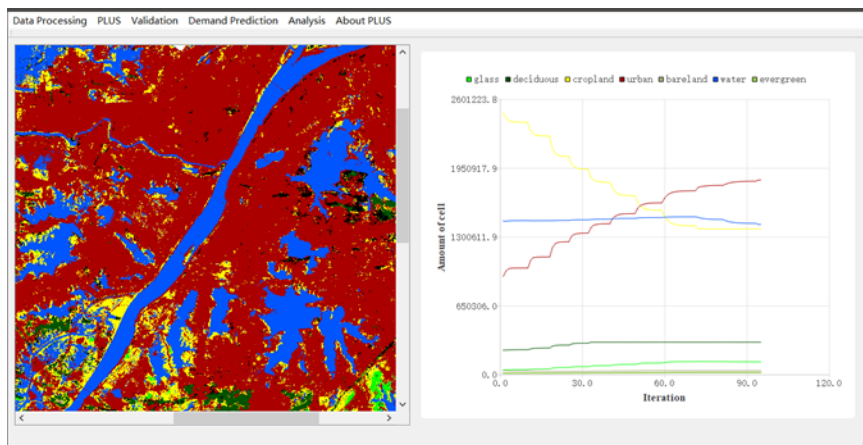 Data Processing PLUS Validation Demand Prediction Analysis About PLUS
glass deciduous cropland urban bareland water evergreen
2601223.8
1950917.9
1300611.9
650306.0
0.0
0.0 30.0 60.0 90.0 120.0
Amount of cell
Iteration